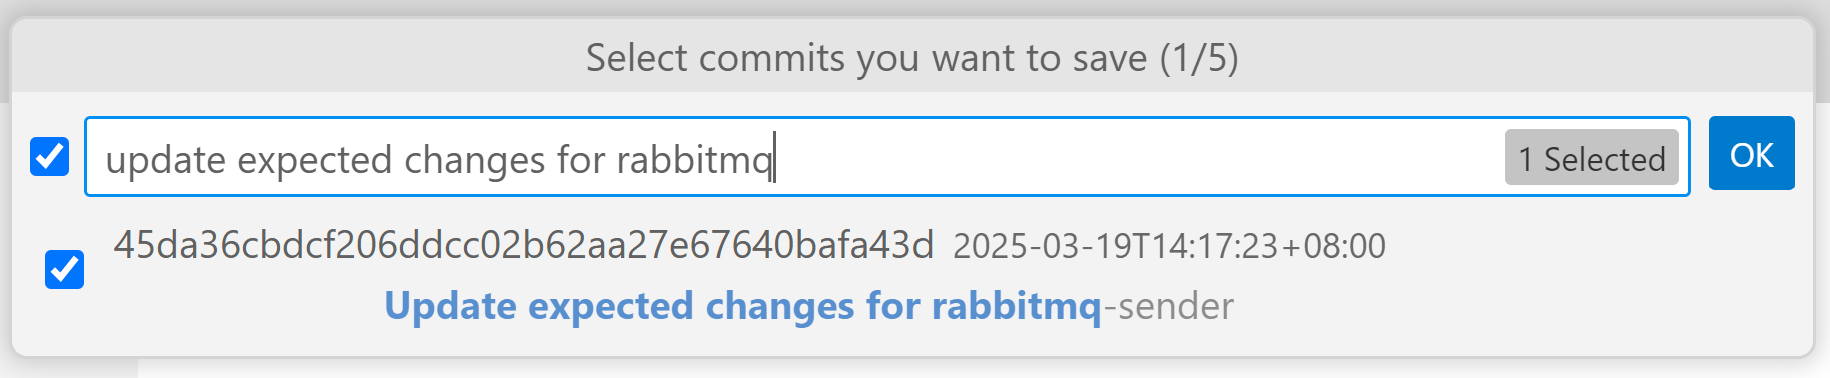 Select commits you want to save (1/5)
update expected changes for rabbitmq
1 Selected
OK
45da36cbdcf206ddcc02b62aa27e67640bafa43d 2025-03-19T14:17:23+08:00
Update expected changes for rabbitmq-sender